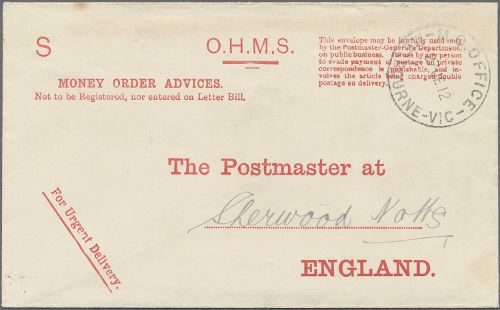 S
O.H.M.S.
This envelope may be lawfully used only
by the Postmaster-General's Department,
on public business. Its use by any person
to evade payment of postage on private
correspondence is punishable, and in-
volves the article being charged double
postage on delivery.
MONEY ORDER ADVICES.
Not to be Registered, nor entered on Letter Bill.
OFFICE
12
OURNE-VIC-
The Postmaster at
Sherwood Notts
For Urgent Delivery.
ENGLAND.